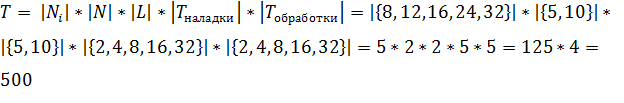 T = |N_i| * |N| * |L| * |T_наладки| * |T_обработки| = |{8, 12, 16, 24, 32}| * |{5,10}| *
|{5,10}| * |{2,4,8,16,32}| * |{2,4,8,16,32}| = 5 * 2 * 2 * 5 * 5 = 125 * 4 =
500